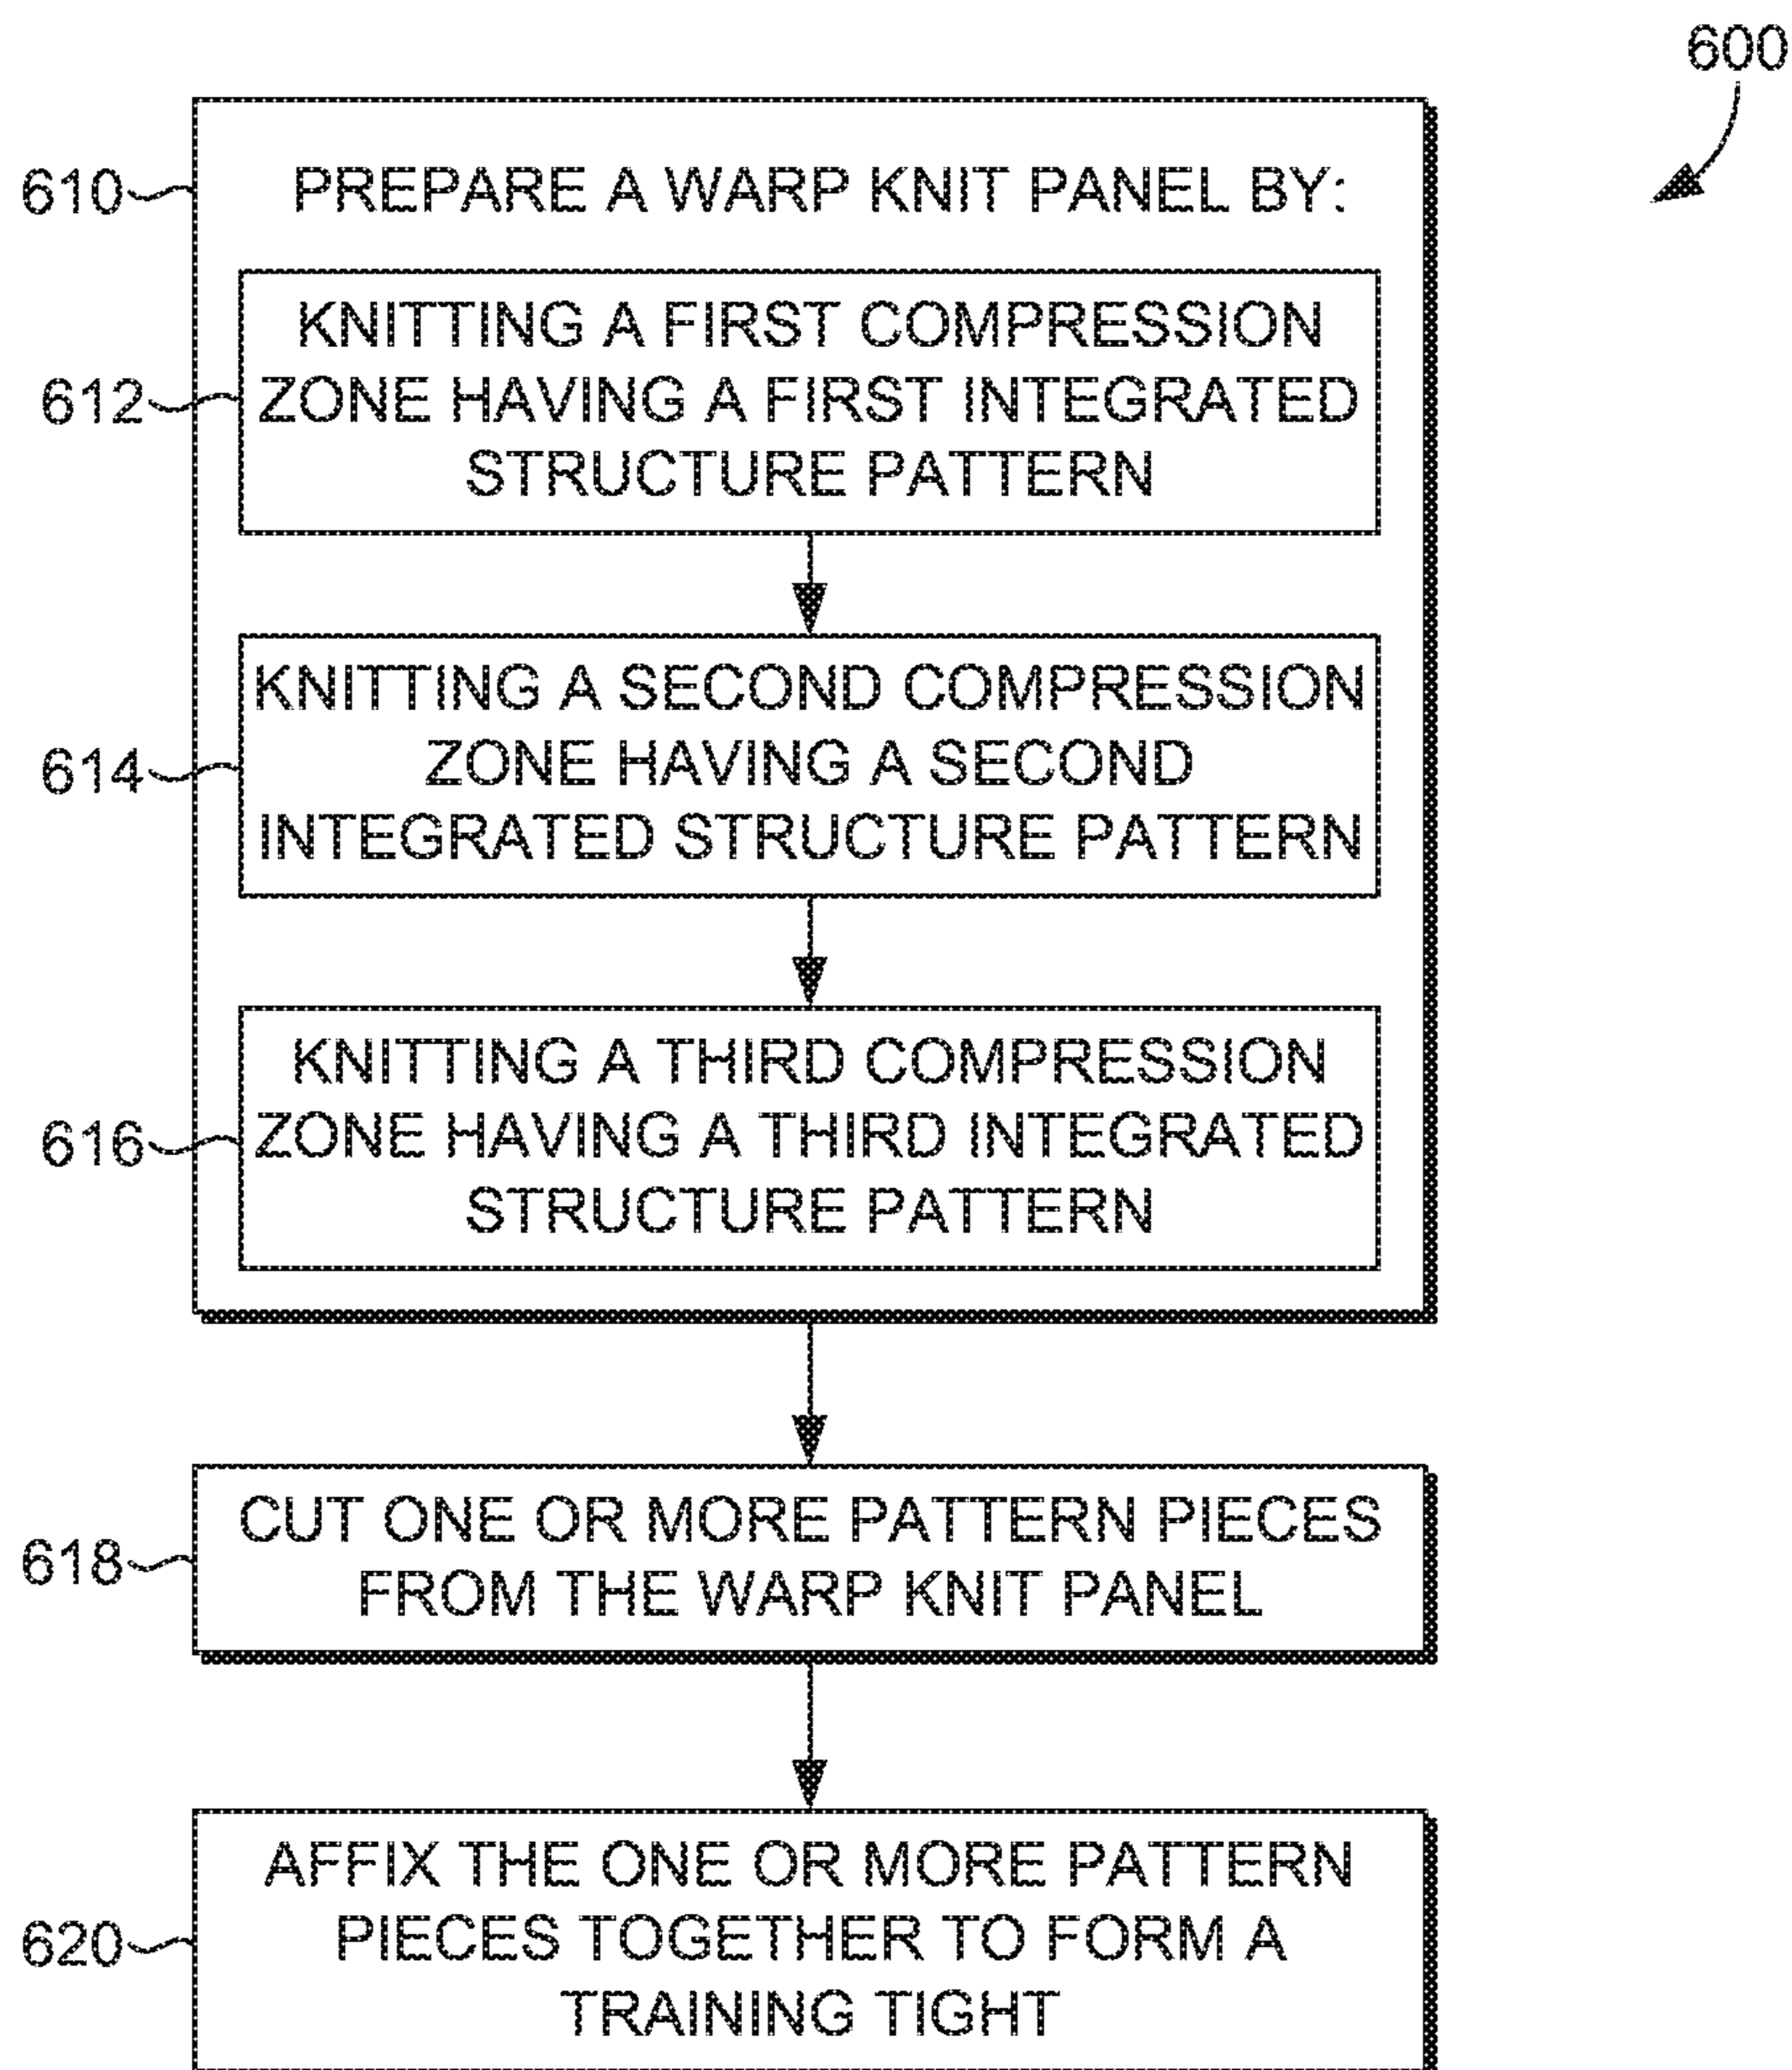 600
610
PREPARE A WARP KNIT PANEL BY:
612
KNITTING A FIRST COMPRESSION
ZONE HAVING A FIRST INTEGRATED
STRUCTURE PATTERN
614
KNITTING A SECOND COMPRESSION
ZONE HAVING A SECOND
INTEGRATED STRUCTURE PATTERN
616
KNITTING A THIRD COMPRESSION
ZONE HAVING A THIRD INTEGRATED
STRUCTURE PATTERN
618
CUT ONE OR MORE PATTERN PIECES
FROM THE WARP KNIT PANEL
620
AFFIX THE ONE OR MORE PATTERN
PIECES TOGETHER TO FORM A
TRAINING TIGHT